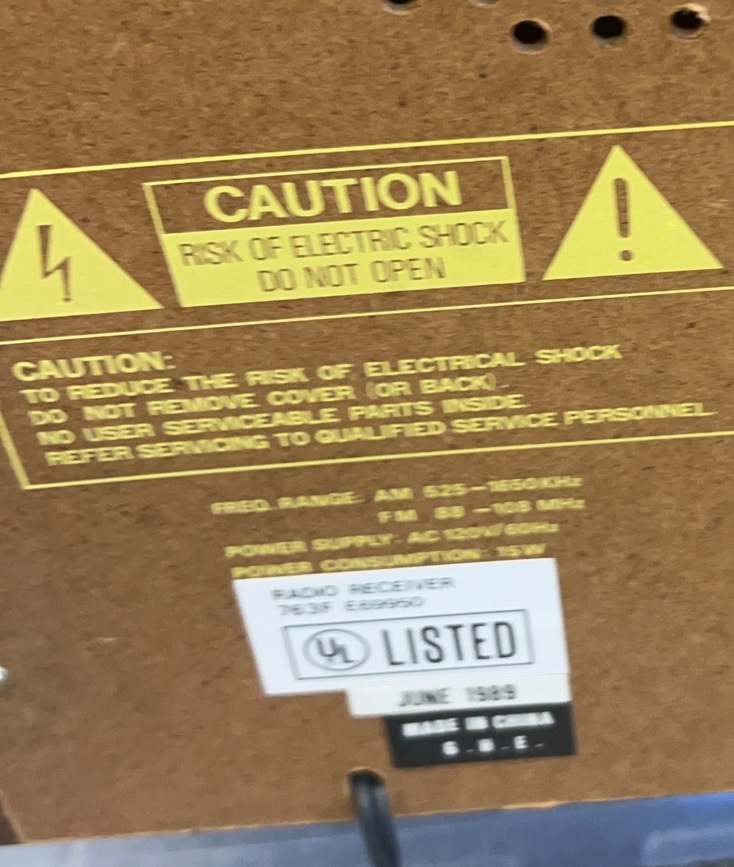 CAUTION
RISK OF ELECTRIC SHOCK
DO NOT OPEN
CAUTION:
TO REDUCE THE RISK OF ELECTRICAL SHOCK
DO NOT REMOVE COVER (OR BACK).
NO USER SERVICEABLE PARTS INSIDE.
REFER SERVICING TO QUALIFIED SERVICE PERSONNEL.
FREQ. RANGE: AM 525-1650KHz
FM 88-108 MHz
POWER SUPPLY: AC 120V/60Hz
POWER CONSUMPTION: 15W
RADIO RECEIVER
763F E89950
UL LISTED
JUNE 1989
MADE IN CHINA